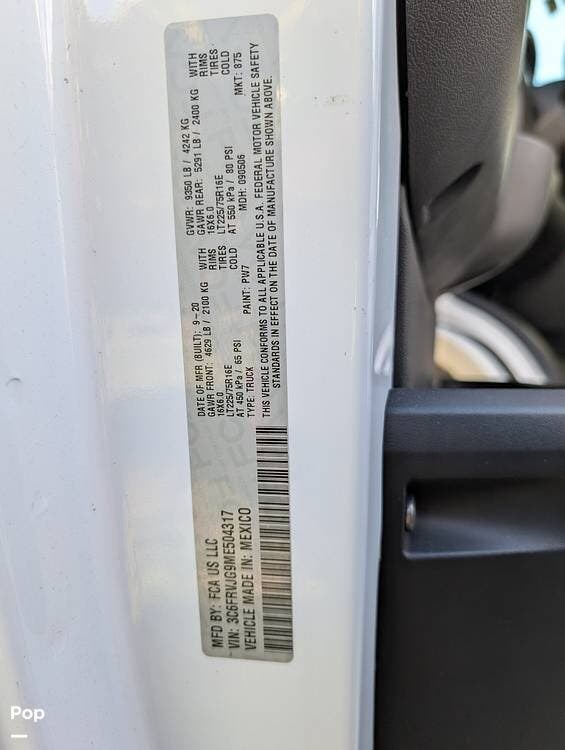 MFD BY: FCA US LLC
DATE OF MFR (BUILT): 9-20
GVWR: 9350 LB / 4242 KG
GAWR FRONT: 4629 LB / 2100 KG WITH
GAWR REAR: 5291 LB / 2400 KG WITH
16X6.0 RIMS
16X6.0 RIMS
LT225/75R16E TIRES
LT225/75R16E TIRES
AT 450 kPa / 65 PSI COLD
AT 550 kPa / 80 PSI COLD
VIN: 3C6FRVJG9ME504317
TYPE: TRUCK
PAINT: PW7
MDH: 090506
MKT: 875
VEHICLE MADE IN: MEXICO
THIS VEHICLE CONFORMS TO ALL APPLICABLE U.S.A. FEDERAL MOTOR VEHICLE SAFETY
STANDARDS IN EFFECT ON THE DATE OF MANUFACTURE SHOWN ABOVE.
Pop